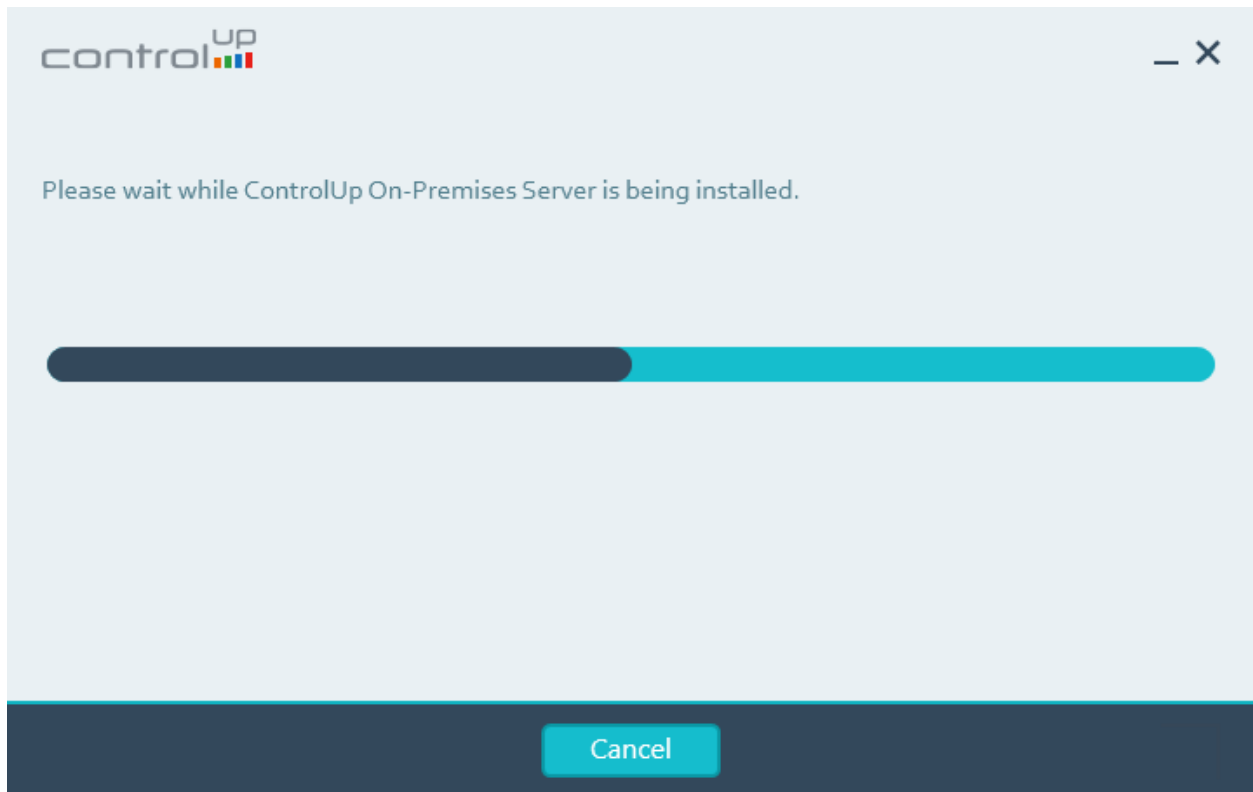 controlup
Please wait while ControlUp On-Premises Server is being installed.
Cancel